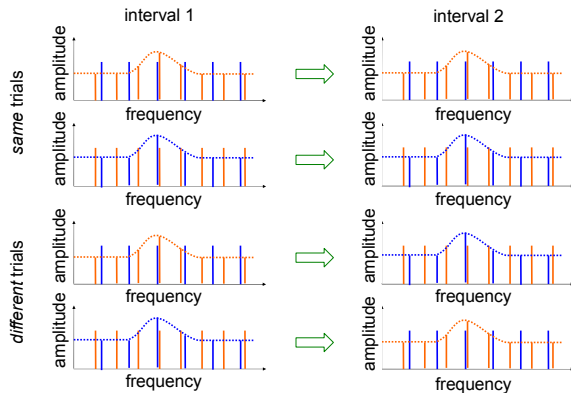 interval 1
interval 2
same trials
amplitude
frequency
amplitude
frequency
amplitude
frequency
amplitude
frequency
different trials
amplitude
frequency
amplitude
frequency
amplitude
frequency
amplitude
frequency